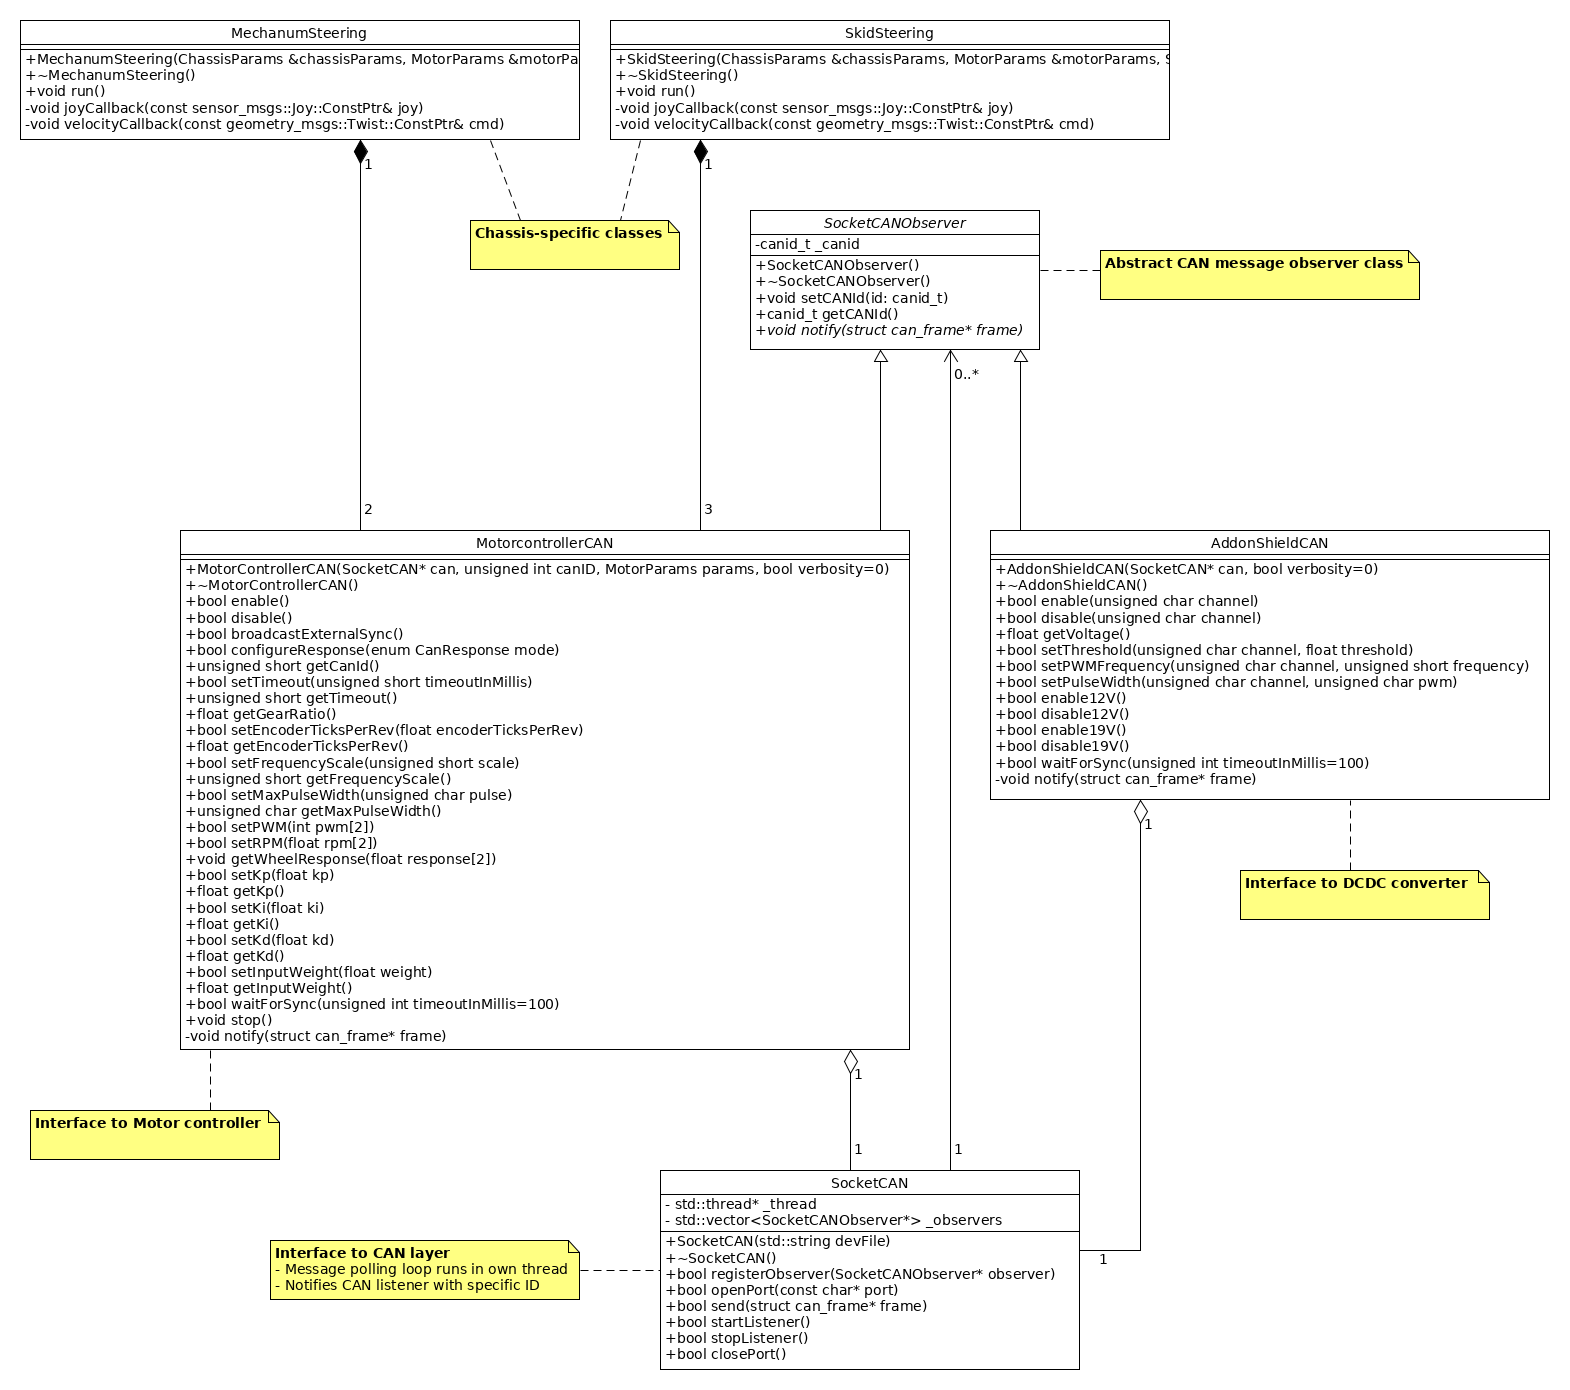 MechanumSteering
+MechanumSteering(ChassisParams &chassisParams, MotorParams &motorPa
+~MechanumSteering()
+void run()
-void joyCallback(const sensor_msgs::Joy::ConstPtr& joy)
-void velocityCallback(const geometry_msgs::Twist::ConstPtr& cmd)
SkidSteering
+SkidSteering(ChassisParams &chassisParams, MotorParams &motorParams, S
+~SkidSteering()
+void run()
-void joyCallback(const sensor_msgs::Joy::ConstPtr& joy)
-void velocityCallback(const geometry_msgs::Twist::ConstPtr& cmd)
1
1
Chassis-specific classes
SocketCANObserver
-canid_t _canid
+SocketCANObserver()
+~SocketCANObserver()
+void setCANId(id: canid_t)
+canid_t getCANId()
+void notify(struct can_frame* frame)
Abstract CAN message observer class
0..*
2
3
MotorcontrollerCAN
+MotorControllerCAN(SocketCAN* can, unsigned int canID, MotorParams params, bool verbosity=0)
+~MotorControllerCAN()
+bool enable()
+bool disable()
+bool broadcastExternalSync()
+bool configureResponse(enum CanResponse mode)
+unsigned short getCanId()
+bool setTimeout(unsigned short timeoutInMillis)
+unsigned short getTimeout()
+float getGearRatio()
+bool setEncoderTicksPerRev(float encoderTicksPerRev)
+float getEncoderTicksPerRev()
+bool setFrequencyScale(unsigned short scale)
+unsigned short getFrequencyScale()
+bool setMaxPulseWidth(unsigned char pulse)
+unsigned char getMaxPulseWidth()
+bool setPWM(int pwm[2])
+bool setRPM(float rpm[2])
+void getWheelResponse(float response[2])
+bool setKp(float kp)
+float getKp()
+bool setKi(float ki)
+float getKi()
+bool setKd(float kd)
+float getKd()
+bool setInputWeight(float weight)
+float getInputWeight()
+bool waitForSync(unsigned int timeoutInMillis=100)
+void stop()
-void notify(struct can_frame* frame)
AddonShieldCAN
+AddonShieldCAN(SocketCAN* can, bool verbosity=0)
+~AddonShieldCAN()
+bool enable(unsigned char channel)
+bool disable(unsigned char channel)
+float getVoltage()
+bool setThreshold(unsigned char channel, float threshold)
+bool setPWMFrequency(unsigned char channel, unsigned short frequency)
+bool setPulseWidth(unsigned char channel, unsigned char pwm)
+bool enable12V()
+bool disable12V()
+bool enable19V()
+bool disable19V()
+bool waitForSync(unsigned int timeoutInMillis=100)
-void notify(struct can_frame* frame)
1
Interface to DCDC converter
1
Interface to Motor controller
1
1
SocketCAN
- std::thread* _thread
- std::vector<SocketCANObserver*> _observers
+SocketCAN(std::string devFile)
+~SocketCAN()
+bool registerObserver(SocketCANObserver* observer)
+bool openPort(const char* port)
+bool send(struct can_frame* frame)
+bool startListener()
+bool stopListener()
+bool closePort()
1
Interface to CAN layer
- Message polling loop runs in own thread
- Notifies CAN listener with specific ID